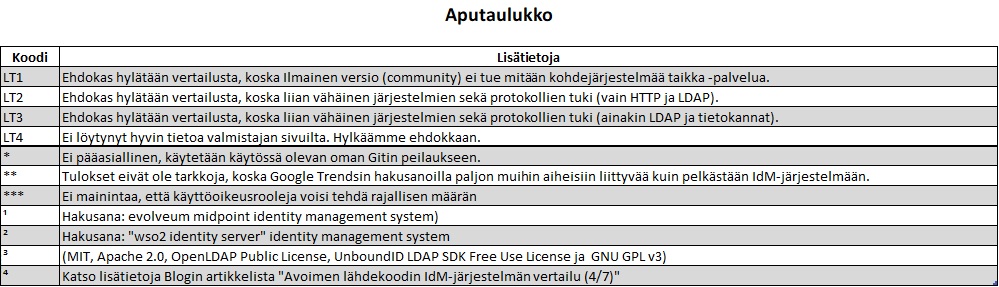 Aputaulukko
Koodi Lisätietoja
LT1 Ehdokas hylätään vertailusta, koska Ilmainen versio (community) ei tue mitään kohdejärjestelmää taikka -palvelua.
LT2 Ehdokas hylätään vertailusta, koska liian vähäinen järjestelmien sekä protokollien tuki (vain HTTP ja LDAP).
LT3 Ehdokas hylätään vertailusta, koska liian vähäinen järjestelmien sekä protokollien tuki (ainakin LDAP ja tietokannat).
LT4 Ei löytynyt hyvin tietoa valmistajan sivuilta. Hylkäämme ehdokkaan.
* Ei pääasiallinen, käytetään käytössä olevan oman Gitin peilaukseen.
** Tulokset eivät ole tarkkoja, koska Google Trendsin hakusanoilla paljon muihin aiheisiin liittyvää kuin pelkästään IdM-järjestelmään.
*** Ei mainintaa, että käyttöoikeusrooleja voisi tehdä rajallisen määrän
¹ Hakusana: evolveum midpoint identity management system)
² Hakusana: "wso2 identity server" identity management system
³ (MIT, Apache 2.0, OpenLDAP Public License, UnboundID LDAP SDK Free Use License ja GNU GPL v3)
⁴ Katso lisätietoja Blogin artikkelista "Avoimen lähdekoodin IdM-järjestelmän vertailu (4/7)"